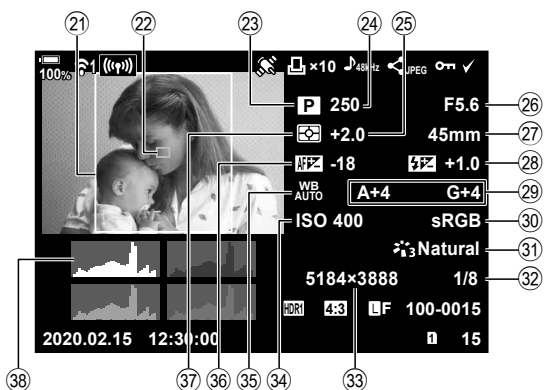 21 22 23 24 25
100% 1 ×10 48kHz JPEG
P 250 F5.6 26
+2.0 45mm 27
AF -18 +1.0 28
WB AUTO A+4 G+4 29
ISO 400 sRGB 30
3 Natural 31
5184×3888 1/8 32
HDR1 4:3 LF 100-0015
2020.02.15 12:30:00 1 15
38 37 36 35 34 33